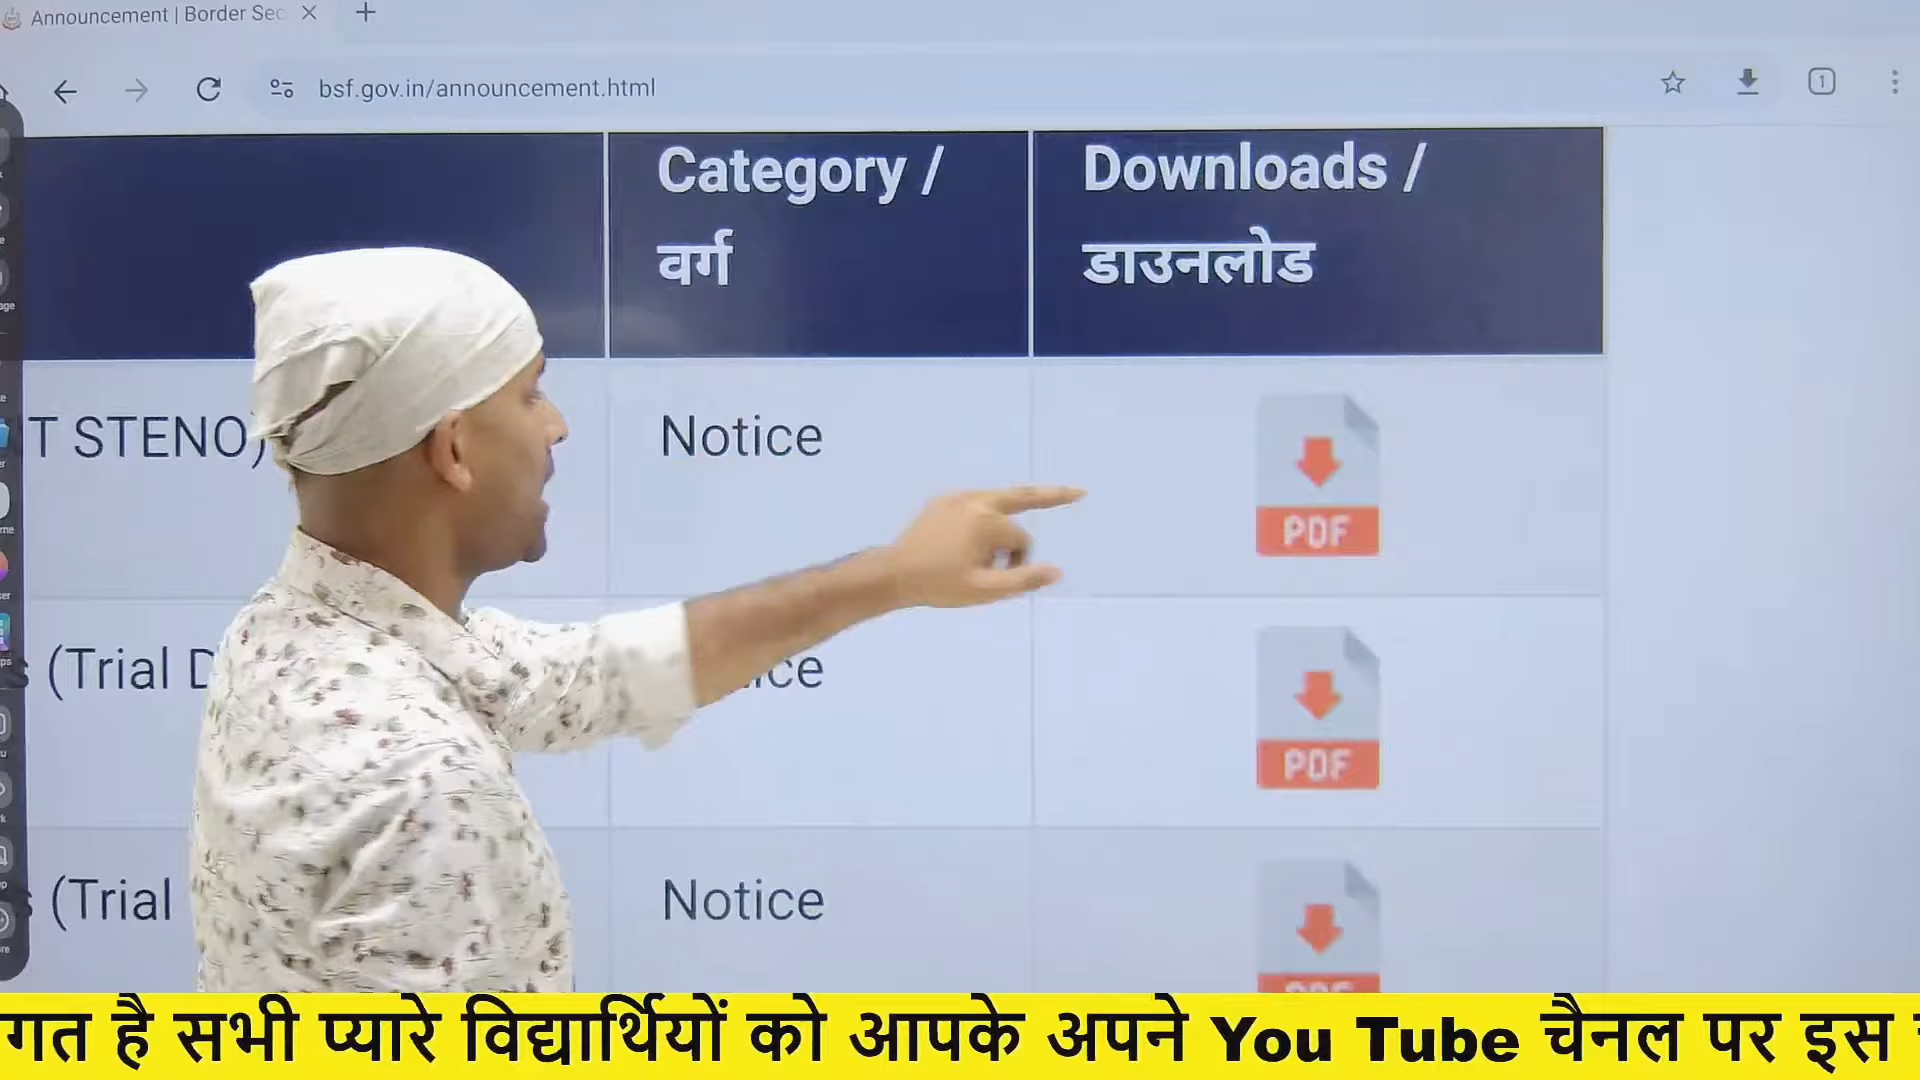 Announcement | Border Sec
bsf.gov.in/announcement.html
1
Category /
वर्ग
Downloads /
डाउनलोड
T STENO)
Notice
PDF
(Trial
PDF
(Trial
Notice
है सभी प्यारे विद्यार्थियों को आपके अपने You Tube चैनल पर इस